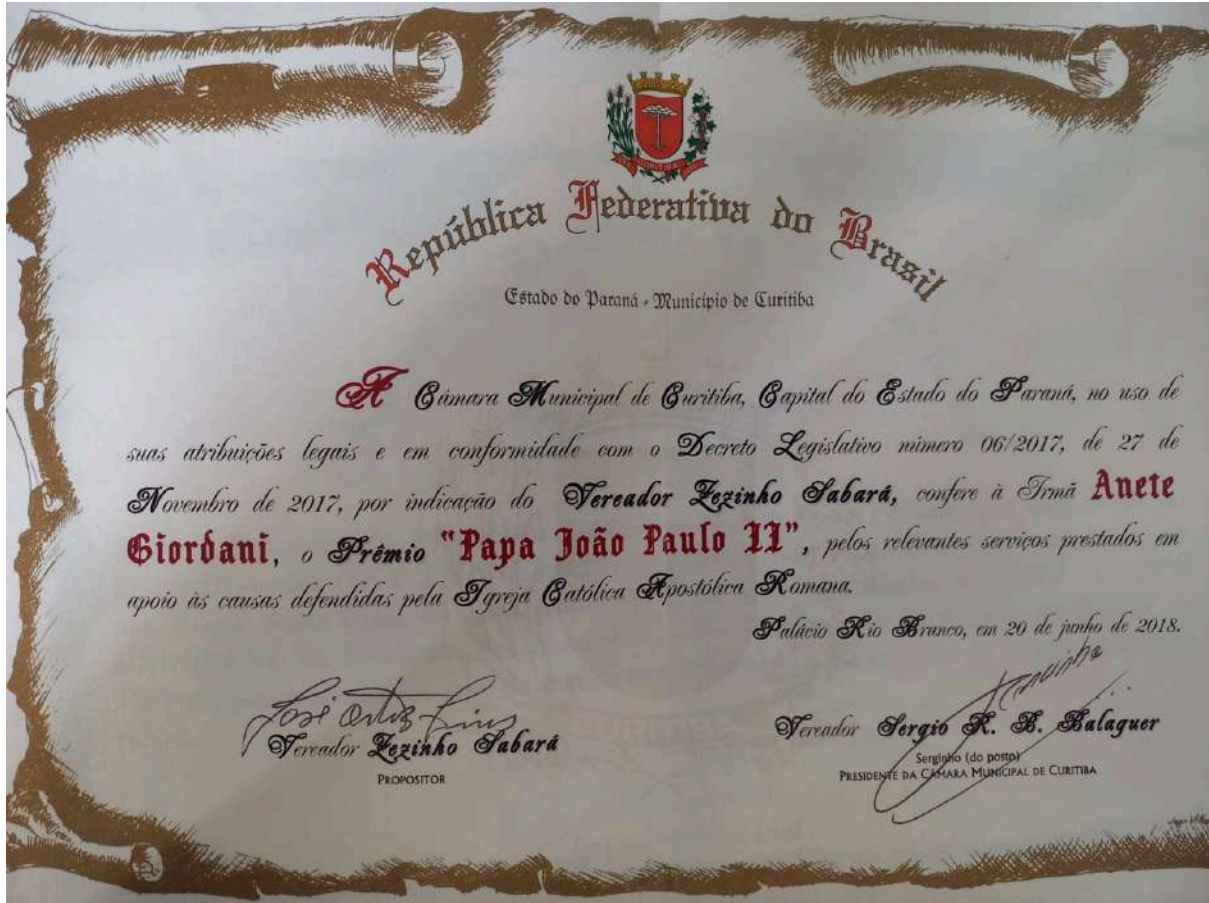 CURITIBA
República Federativa do Brasil
Estado do Paraná - Município de Curitiba
A Câmara Municipal de Curitiba, Capital do Estado do Paraná, no uso de
suas atribuições legais e em conformidade com o Decreto Legislativo número 06/2017, de 27 de
Novembro de 2017, por indicação do Vereador Zezinho Sabará, confere à Irmã Anete
Giordani, o Prêmio "Papa João Paulo II", pelos relevantes serviços prestados em
apoio às causas defendidas pela Igreja Católica Apostólica Romana.
Palácio Rio Branco, em 20 de junho de 2018.
José
Vereador Zezinho Sabará
PROPOSITOR
Vereador Sergio R. B. Balaguer
Serginho (do posto)
PRESIDENTE DA CÂMARA MUNICIPAL DE CURITIBA